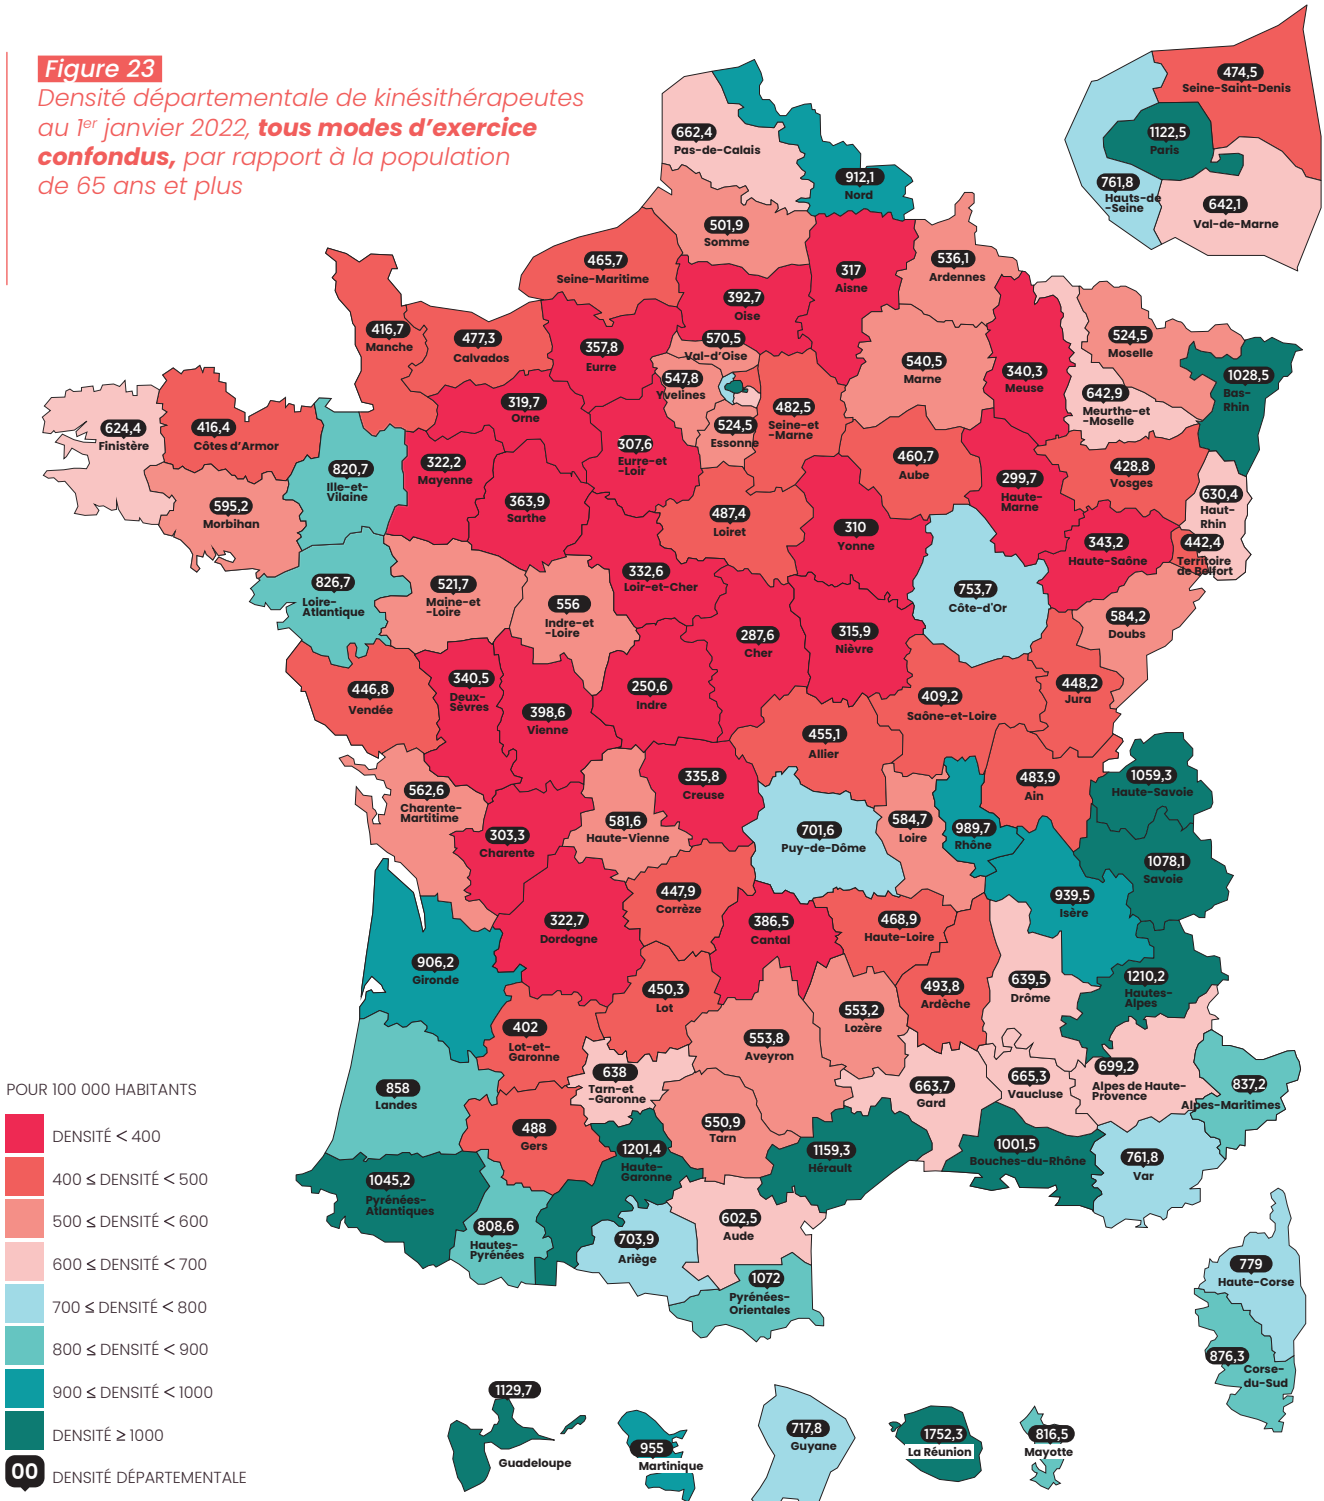 Figure 23
Densité départementale de kinésithérapeutes
au 1er janvier 2022, tous modes d'exercice
confondus, par rapport à la population
de 65 ans et plus
474,5
Seine-Saint-Denis
1122,5
Paris
761,8
Hauts-de
-Seine
642,1
Val-de-Marne
662,4
Pas-de-Calais
912,1
Nord
501,9
Somme
465,7
Seine-Maritime
392,7
Oise
317
Aisne
536,1
Ardennes
416,7
Manche
477,3
Calvados
357,8
Eurre
570,5
Val-d'Oise
547,8
Yvelines
524,5
Essonne
482,5
Seine-et
-Marne
540,5
Marne
340,3
Meuse
524,5
Moselle
642,9
Meurthe-et
-Moselle
1028,5
Bas-
Rhin
624,4
Finistère
416,4
Côtes d'Armor
820,7
Ille-et-
Vilaine
595,2
Morbihan
319,7
Orne
322,2
Mayenne
363,9
Sarthe
307,6
Eurre-et
-Loir
487,4
Loiret
460,7
Aube
299,7
Haute-
Marne
428,8
Vosges
630,4
Haut-
Rhin
442,4
Territoire
de Belfort
343,2
Haute-Saône
310
Yonne
753,7
Côte-d'Or
584,2
Doubs
826,7
Loire-
Atlantique
521,7
Maine-et
-Loire
556
Indre-et
-Loire
332,6
Loir-et-Cher
287,6
Cher
315,9
Nièvre
446,8
Vendée
340,5
Deux-
Sèvres
398,6
Vienne
250,6
Indre
409,2
Saône-et-Loire
448,2
Jura
455,1
Allier
483,9
Ain
1059,3
Haute-Savoie
562,6
Charente-
Martitime
303,3
Charente
581,6
Haute-Vienne
335,8
Creuse
701,6
Puy-de-Dôme
584,7
Loire
989,7
Rhône
1078,1
Savoie
939,5
Isère
447,9
Corrèze
322,7
Dordogne
386,5
Cantal
468,9
Haute-Loire
906,2
Gironde
450,3
Lot
493,8
Ardèche
639,5
Drôme
1210,2
Hautes-
Alpes
402
Lot-et-
Garonne
553,8
Aveyron
553,2
Lozère
858
Landes
638
Tarn-et
-Garonne
663,7
Gard
665,3
Vaucluse
699,2
Alpes de Haute-
Provence
837,2
Alpes-Maritimes
488
Gers
550,9
Tarn
1201,4
Haute-
Garonne
1159,3
Hérault
1001,5
Bouches-du-Rhône
761,8
Var
1045,2
Pyrénées-
Atlantiques
808,6
Hautes-
Pyrénées
703,9
Ariège
602,5
Aude
1072
Pyrénées-
Orientales
779
Haute-Corse
876,3
Corse-
du-Sud
1129,7
Guadeloupe
955
Martinique
717,8
Guyane
1752,3
La Réunion
816,5
Mayotte
POUR 100 000 HABITANTS
DENSITÉ < 400
400 ≤ DENSITÉ < 500
500 ≤ DENSITÉ < 600
600 ≤ DENSITÉ < 700
700 ≤ DENSITÉ < 800
800 ≤ DENSITÉ < 900
900 ≤ DENSITÉ < 1000
DENSITÉ ≥ 1000
00 DENSITÉ DÉPARTEMENTALE